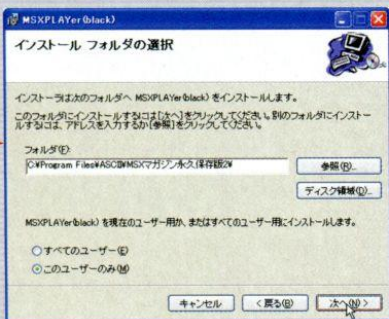 MSXPLAYer(black)
インストール フォルダの選択
インストーラは次のフォルダへ MSXPLAYer(black) をインストールします。
このフォルダにインストールするには[次へ]をクリックしてください。別のフォルダにインストールするには、アドレスを入力するか[参照]をクリックしてください。
フォルダ(F):
C:¥Program Files¥ASCII¥MSXマガジン永久保存版2¥
参照(R)...
ディスク領域(D)...
MSXPLAYer(black) を現在のユーザー用か、またはすべてのユーザー用にインストールします。
すべてのユーザー(E)
このユーザーのみ(M)
キャンセル
< 戻る(B)
次へ(N) >